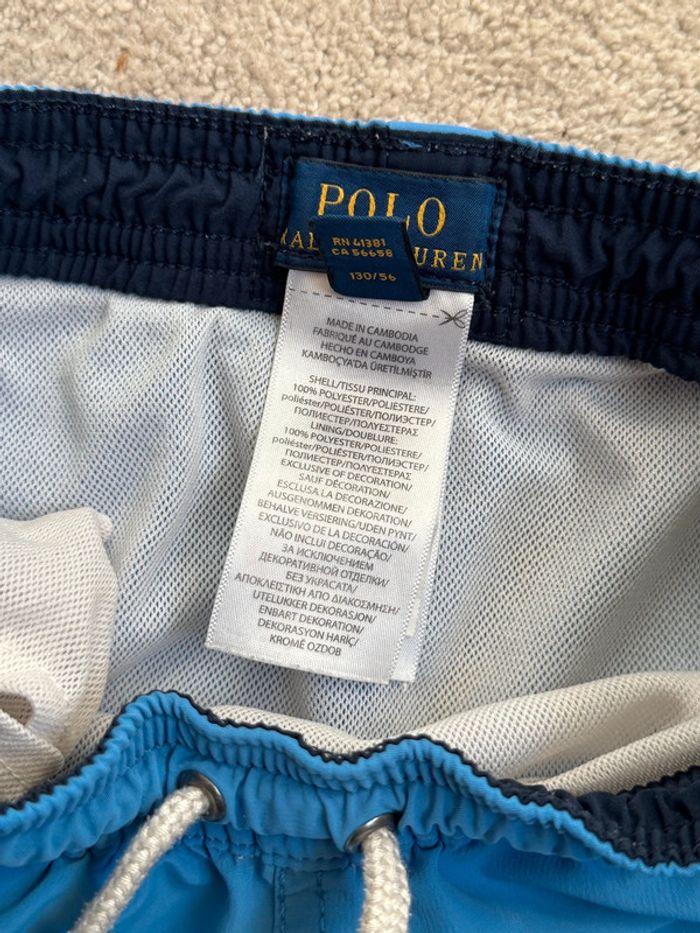 POLO
RAL UREN
RN 41381
CA 56658
130/56
MADE IN CAMBODIA
FABRIQUÉ AU CAMBODGE
HECHO EN CAMBOYA
KAMBOÇYA'DA ÜRETİLMİŞTİR
SHELL/TISSU PRINCIPAL:
100% POLYESTER/POLIESTERE/
poliéster/POLIÉSTER/ПОЛИЭСТЕР/
ПОЛИЕСТЕР/ΠΟΛΥΕΣΤΕΡΑΣ
LINING/DOUBLURE:
100% POLYESTER/POLIESTERE/
poliéster/POLIÉSTER/ПОЛИЭСТЕР/
ПОЛИЕСТЕР/ΠΟΛΥΕΣΤΕΡΑΣ
EXCLUSIVE OF DECORATION/
SAUF DÉCORATION/
ESCLUSA LA DECORAZIONE/
AUSGENOMMEN DEKORATION/
BEHALVE VERSIERING/UDEN PYNT/
EXCLUSIVO DE LA DECORACIÓN/
NÃO INCLUI DECORAÇÃO/
ЗА ИСКЛЮЧЕНИЕМ
ДЕКОРАТИВНОЙ ОТДЕЛКИ/
БЕЗ УКРАСАТА/
ΑΠΟΚΛΕΙΣΤΙΚΗ ΑΠΟ ΔΙΑΚΟΣΜΗΣΗ/
UTELUKKER DEKORASJON/
ENBART DEKORATION/
DEKORASYON HARİÇ/
KROMĚ OZDOB